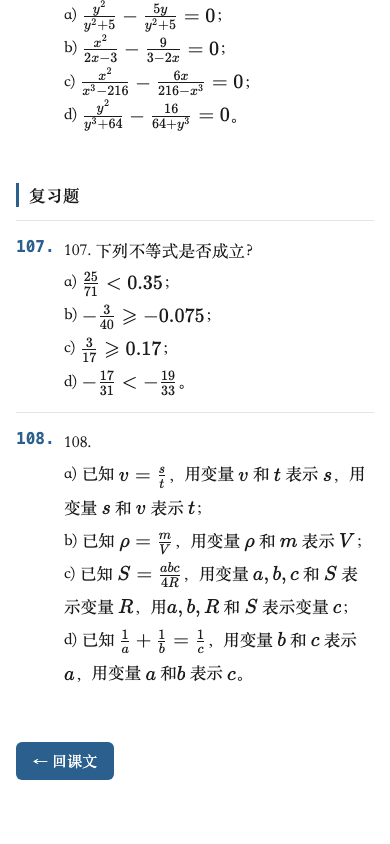 a) y²/(y²+5) − 5y/(y²+5) = 0;
b) x²/(2x−3) − 9/(3−2x) = 0;
c) x²/(x³−216) − 6x/(216−x³) = 0;
d) y²/(y³+64) − 16/(64+y³) = 0。
复习题
107. 107. 下列不等式是否成立?
a) 25/71 < 0.35;
b) −3/40 ⩾ −0.075;
c) 3/17 ⩾ 0.17;
d) −17/31 < −19/33。
108. 108.
a) 已知 v = s/t, 用变量 v 和 t 表示 s, 用
变量 s 和 v 表示 t;
b) 已知 ρ = m/V, 用变量 ρ 和 m 表示 V;
c) 已知 S = abc/4R, 用变量 a, b, c 和 S 表
示变量 R, 用a, b, R 和 S 表示变量 c;
d) 已知 1/a + 1/b = 1/c, 用变量 b 和 c 表示
a, 用变量 a 和b 表示 c。
← 回课文